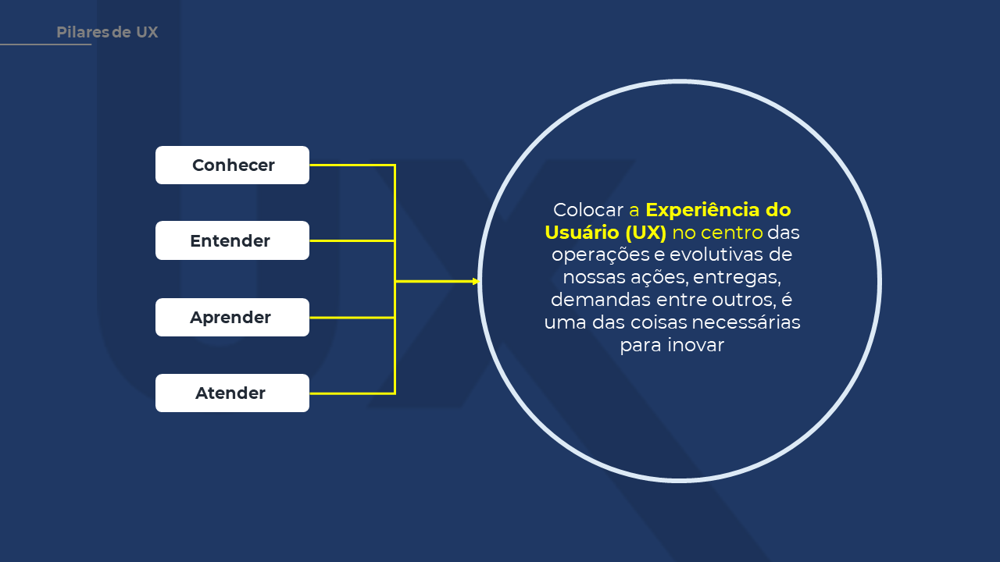 Pilares de UX
Conhecer
Entender
Aprender
Atender
Colocar a Experiência do
Usuário (UX) no centro das
operações e evolutivas de
nossas ações, entregas,
demandas entre outros, é
uma das coisas necessárias
para inovar
UX